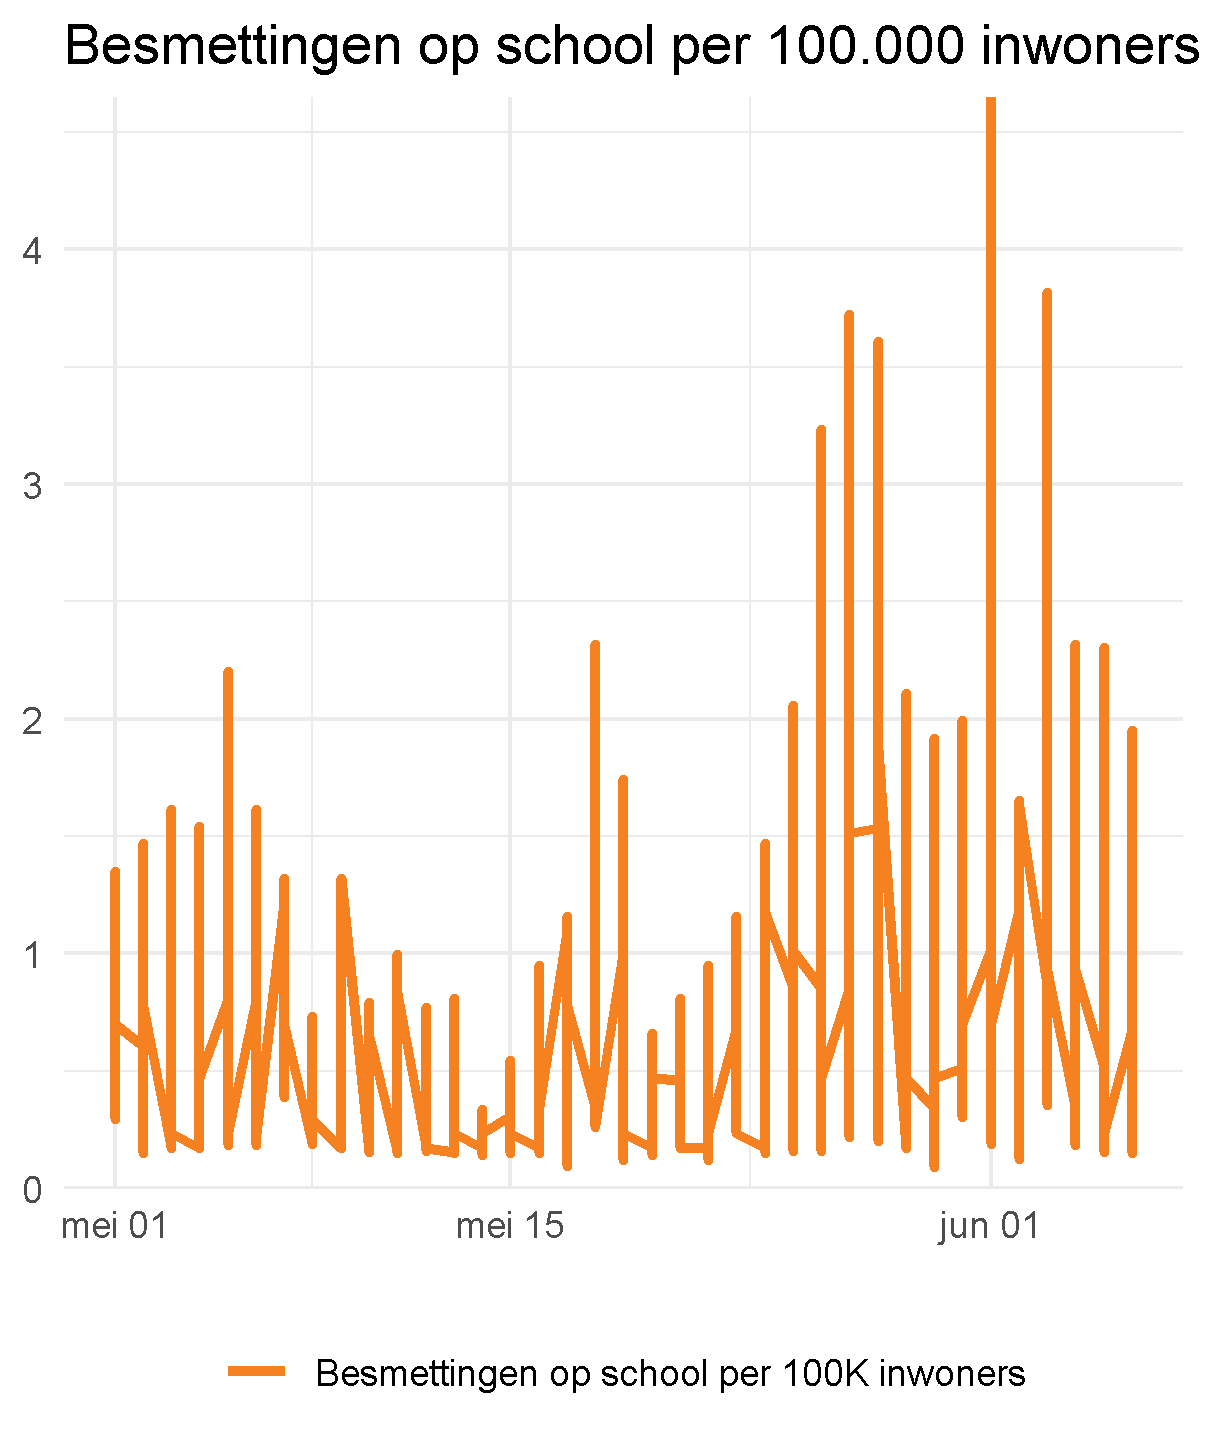 Besmettingen op school per 100.000 inwoners
4
3
2
1
0
mei 01 mei 15 jun 01
Besmettingen op school per 100K inwoners